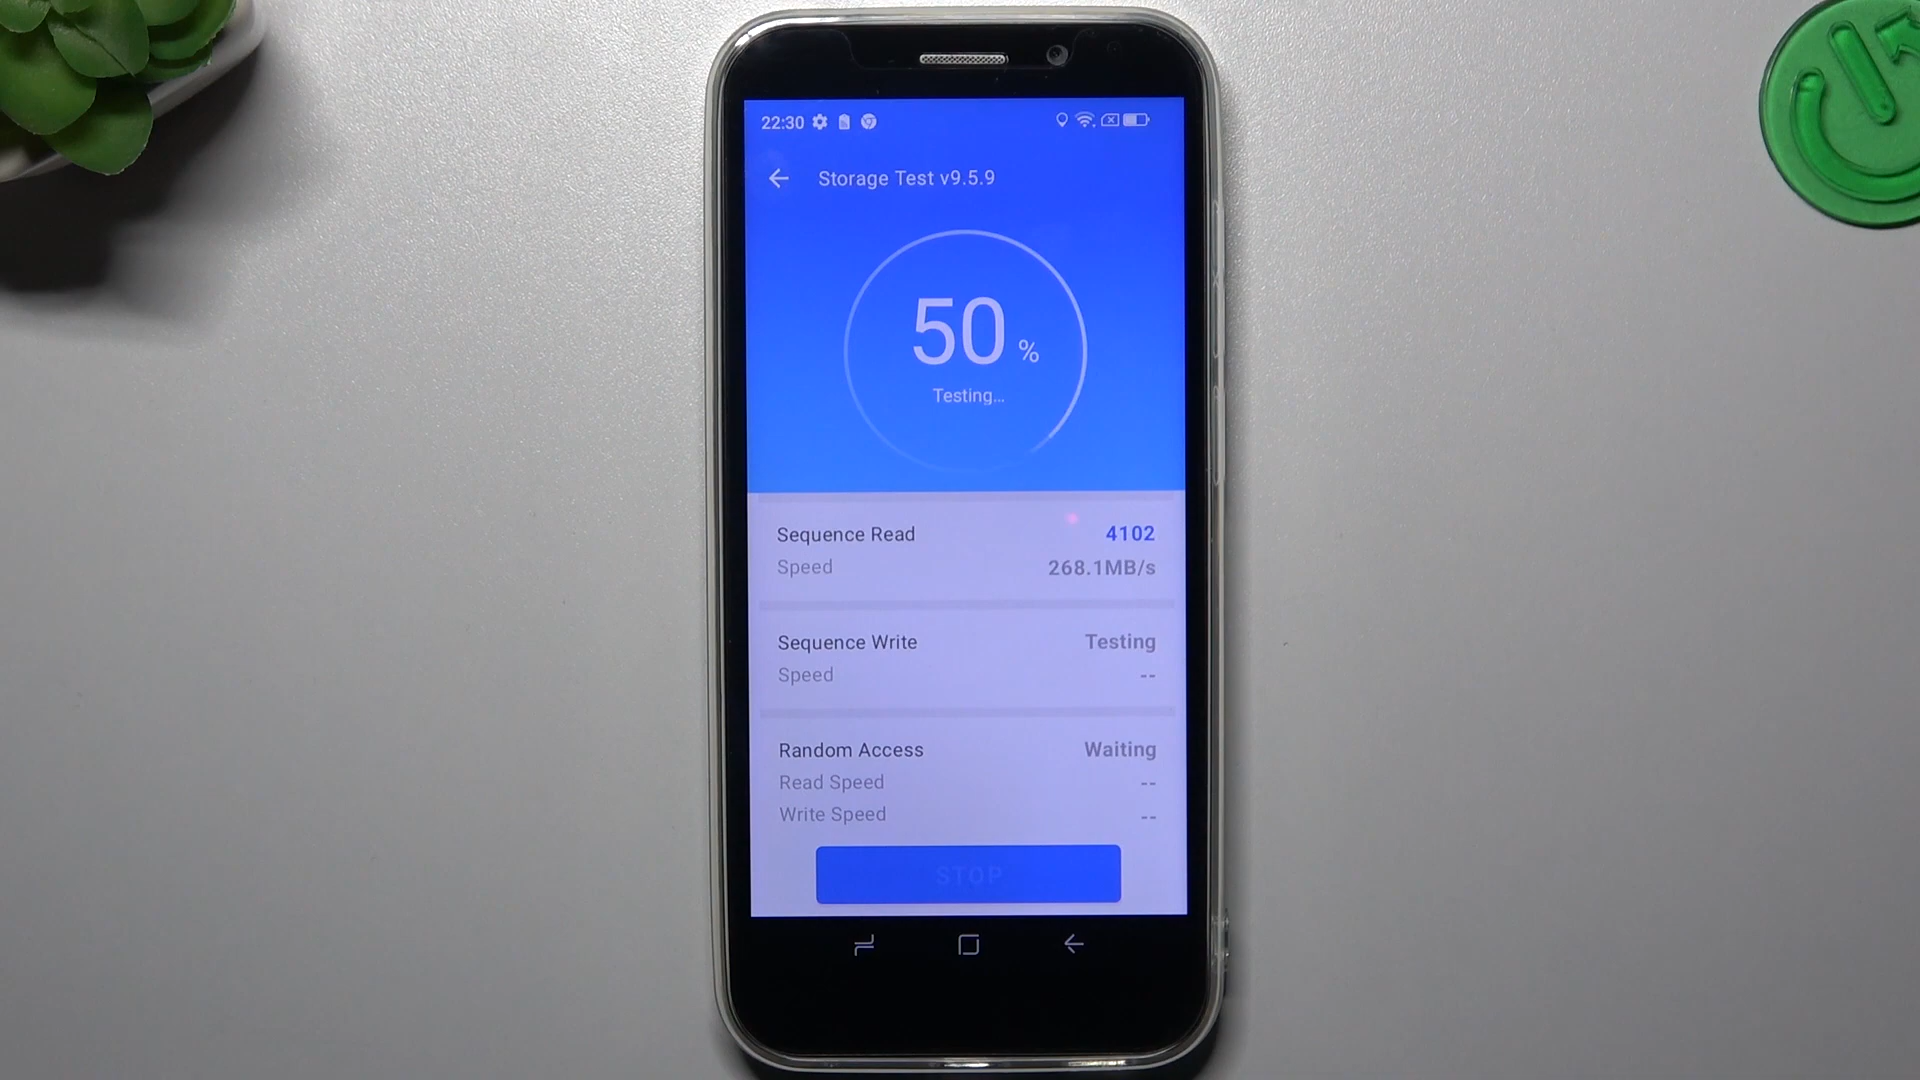 22:30
Storage Test v9.5.9
50 %
Testing...
Sequence Read 4102
Speed 268.1MB/s
Sequence Write Testing
Speed --
Random Access Waiting
Read Speed --
Write Speed --
STOP